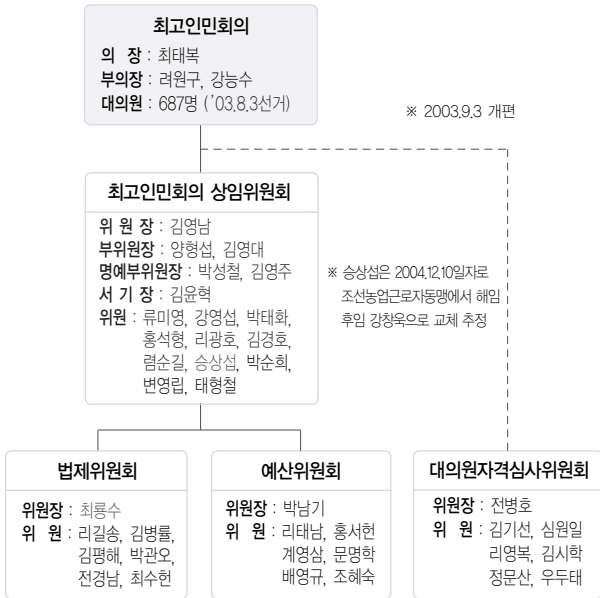 최고인민회의
의 장 : 최태복
부의장 : 려원구, 강능수
대의원 : 687명 ('03.8.3선거)
※ 2003.9.3 개편
최고인민회의 상임위원회
위 원 장 : 김영남
부위원장 : 양형섭, 김영대
명예부위원장 : 박성철, 김영주
서 기 장 : 김윤혁
위원 : 류미영, 강영섭, 박태화,
홍석형, 리광호, 김경호,
렴순길, 승상섭, 박순희,
변영립, 태형철
※ 승상섭은 2004.12.10일자로
조선농업근로자동맹에서 해임
후임 강창욱으로 교체 추정
법제위원회
위원장 : 최룡수
위 원 : 리길송, 김병률,
김평해, 박관오,
전경남, 최수헌
예산위원회
위원장 : 박남기
위 원 : 리태남, 홍서헌
계영삼, 문명학
배영규, 조혜숙
대의원자격심사위원회
위원장 : 전병호
위 원 : 김기선, 심원일
리영복, 김시학
정문산, 우두태